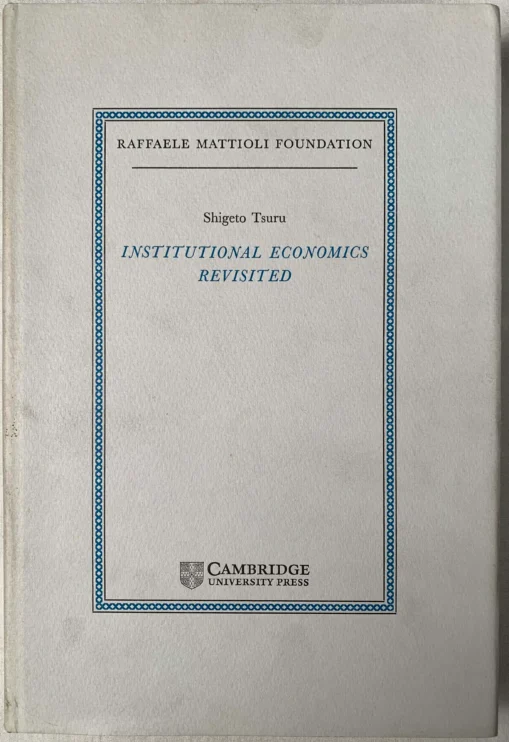 RAFFAELE MATTIOLI FOUNDATION
Shigeto Tsuru
INSTITUTIONAL ECONOMICS
REVISITED
CAMBRIDGE
UNIVERSITY PRESS